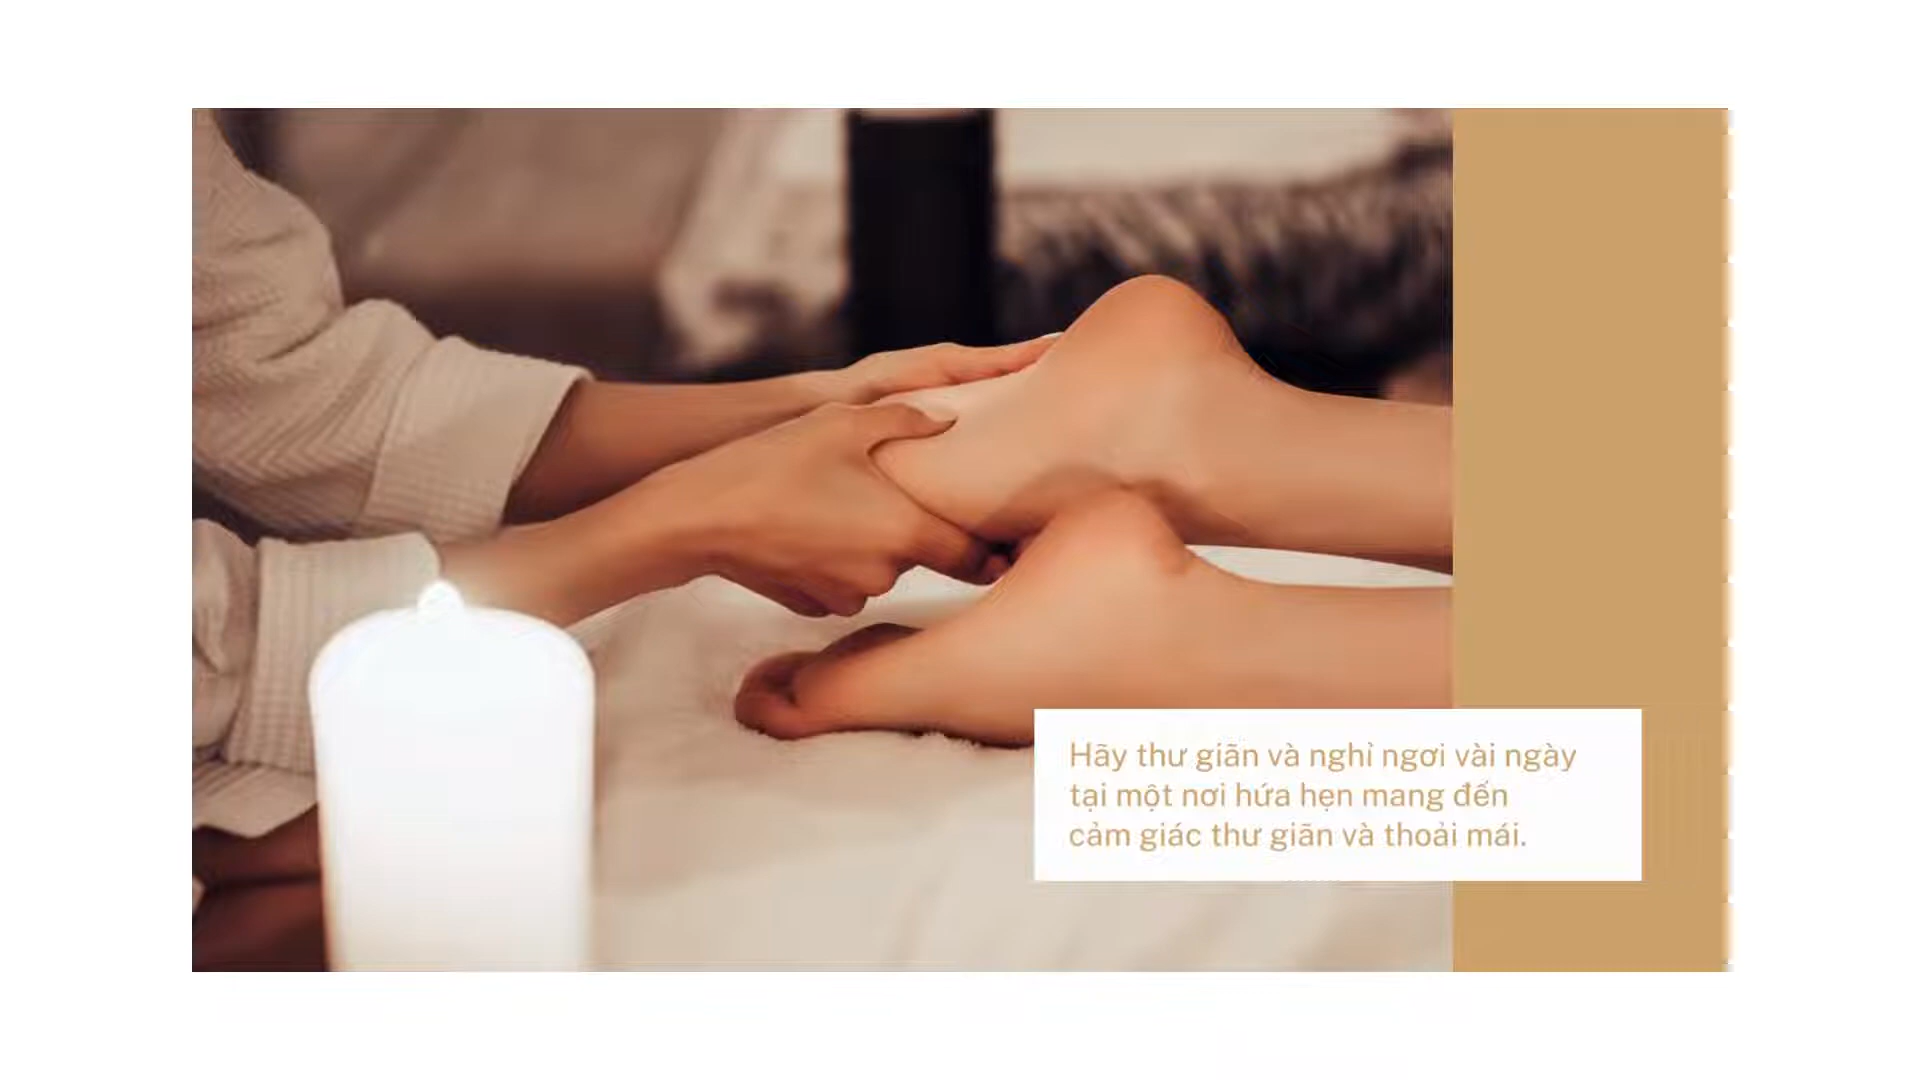 Hãy thư giãn và nghỉ ngơi vài ngày
tại một nơi hứa hẹn mang đến
cảm giác thư giãn và thoải mái.